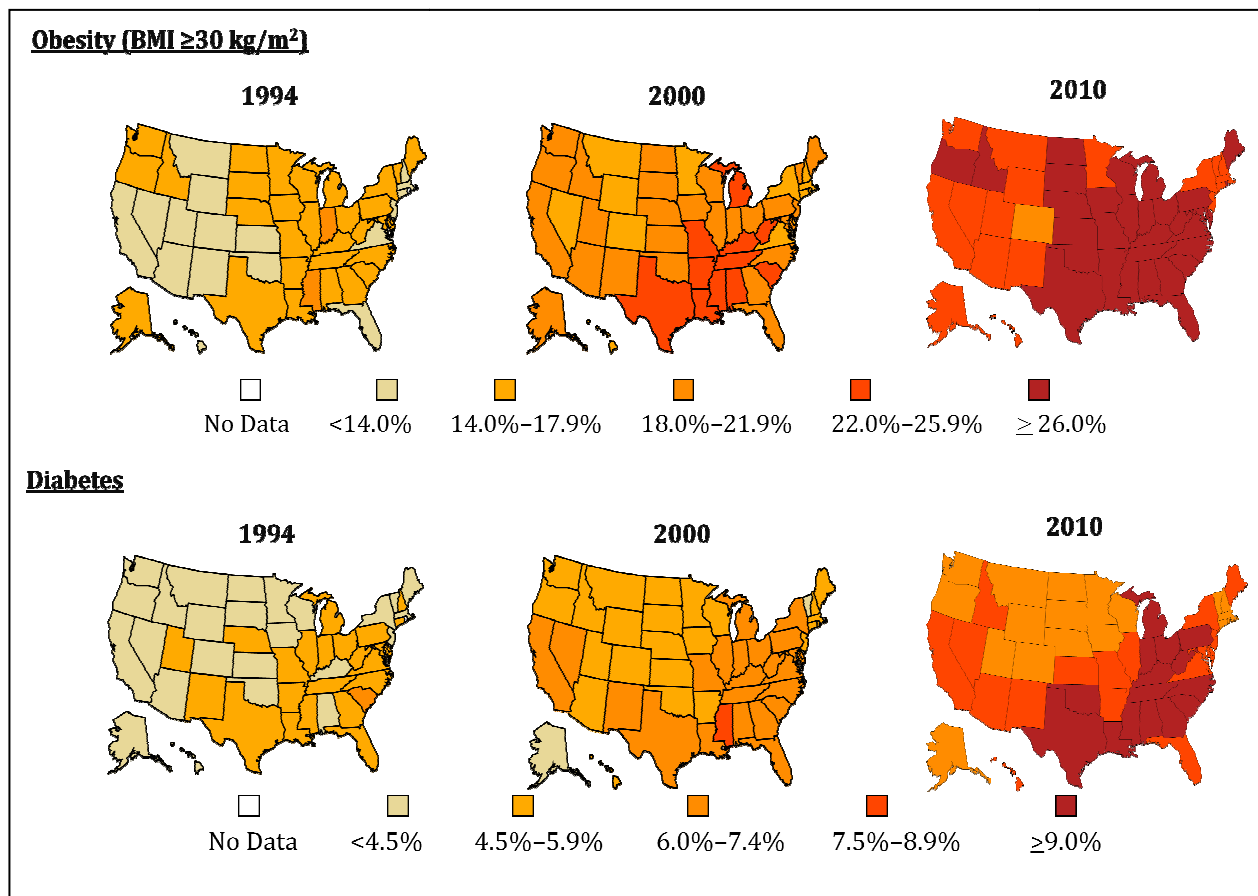 Obesity (BMI ≥30 kg/m²)
1994 2000 2010
No Data <14.0% 14.0%–17.9% 18.0%–21.9% 22.0%–25.9% ≥ 26.0%
Diabetes
1994 2000 2010
No Data <4.5% 4.5%–5.9% 6.0%–7.4% 7.5%–8.9% ≥9.0%